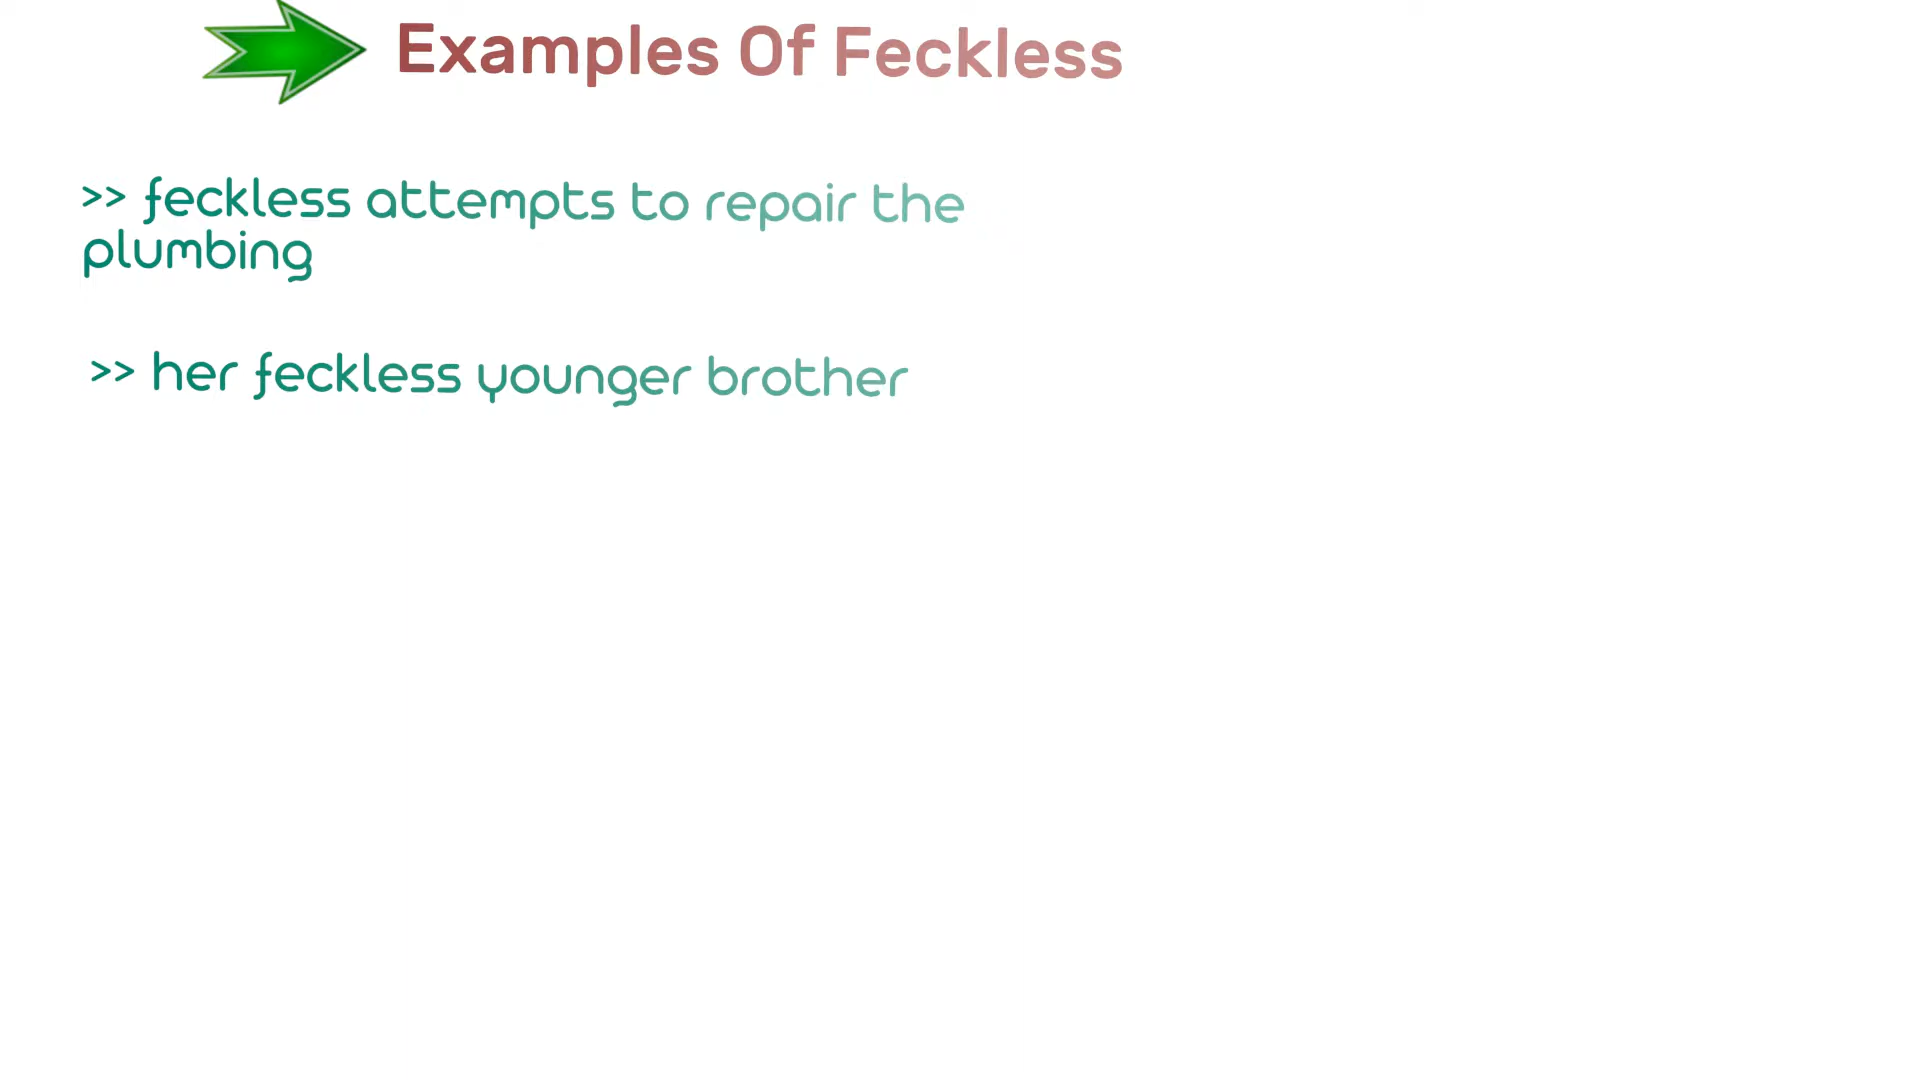 Examples Of Feckless
>> feckless attempts to repair the
plumbing
>> her feckless younger brother